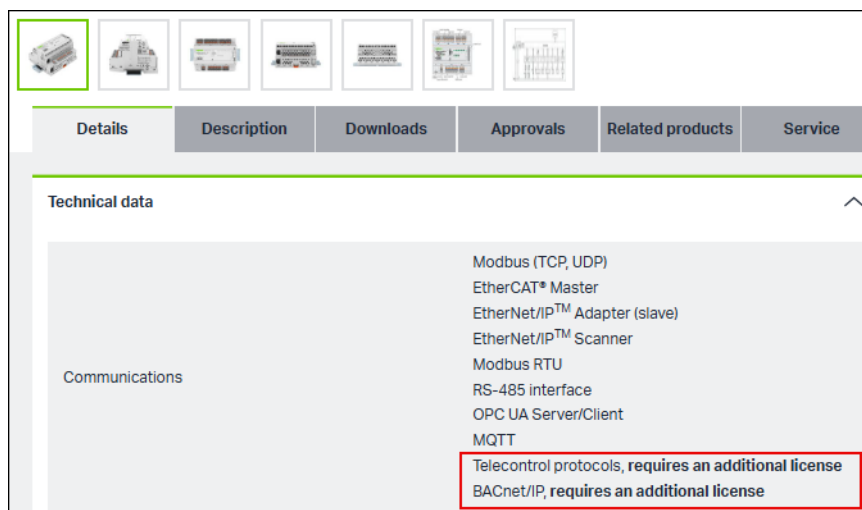 Details Description Downloads Approvals Related products Service
Technical data
Communications
Modbus (TCP, UDP)
EtherCAT® Master
EtherNet/IP™ Adapter (slave)
EtherNet/IP™ Scanner
Modbus RTU
RS-485 interface
OPC UA Server/Client
MQTT
Telecontrol protocols, requires an additional license
BACnet/IP, requires an additional license